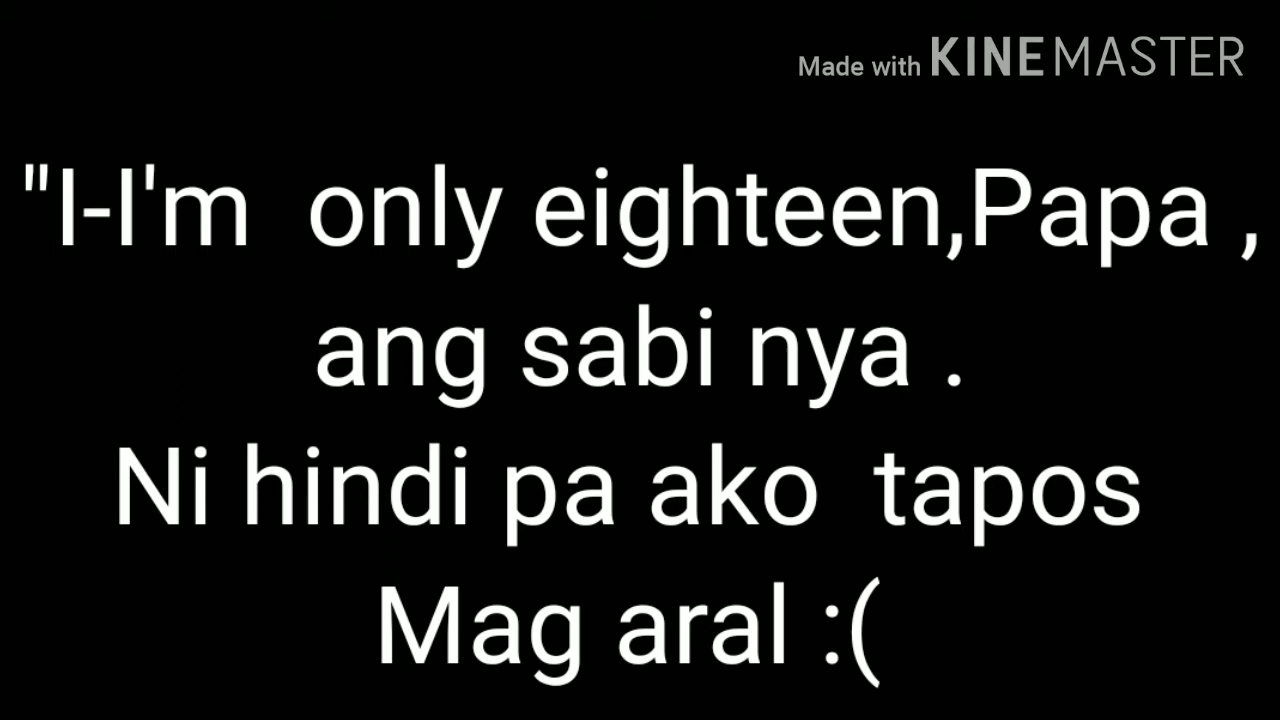 Made with KINEMASTER
"I-I'm only eighteen,Papa ,
ang sabi nya .
Ni hindi pa ako tapos
Mag aral :(